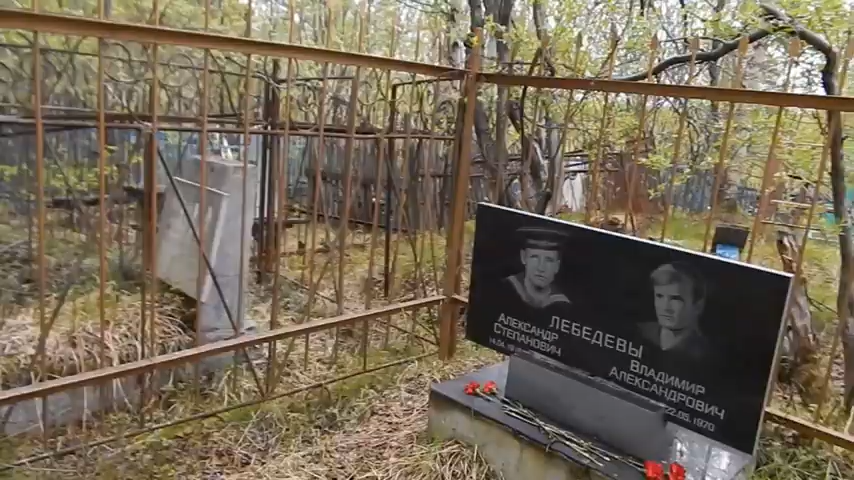 ЛЕБЕДЕВЫ
АЛЕКСАНДР
СТЕПАНОВИЧ
ВЛАДИМИР
АЛЕКСАНДРОВИЧ
22.05.1970